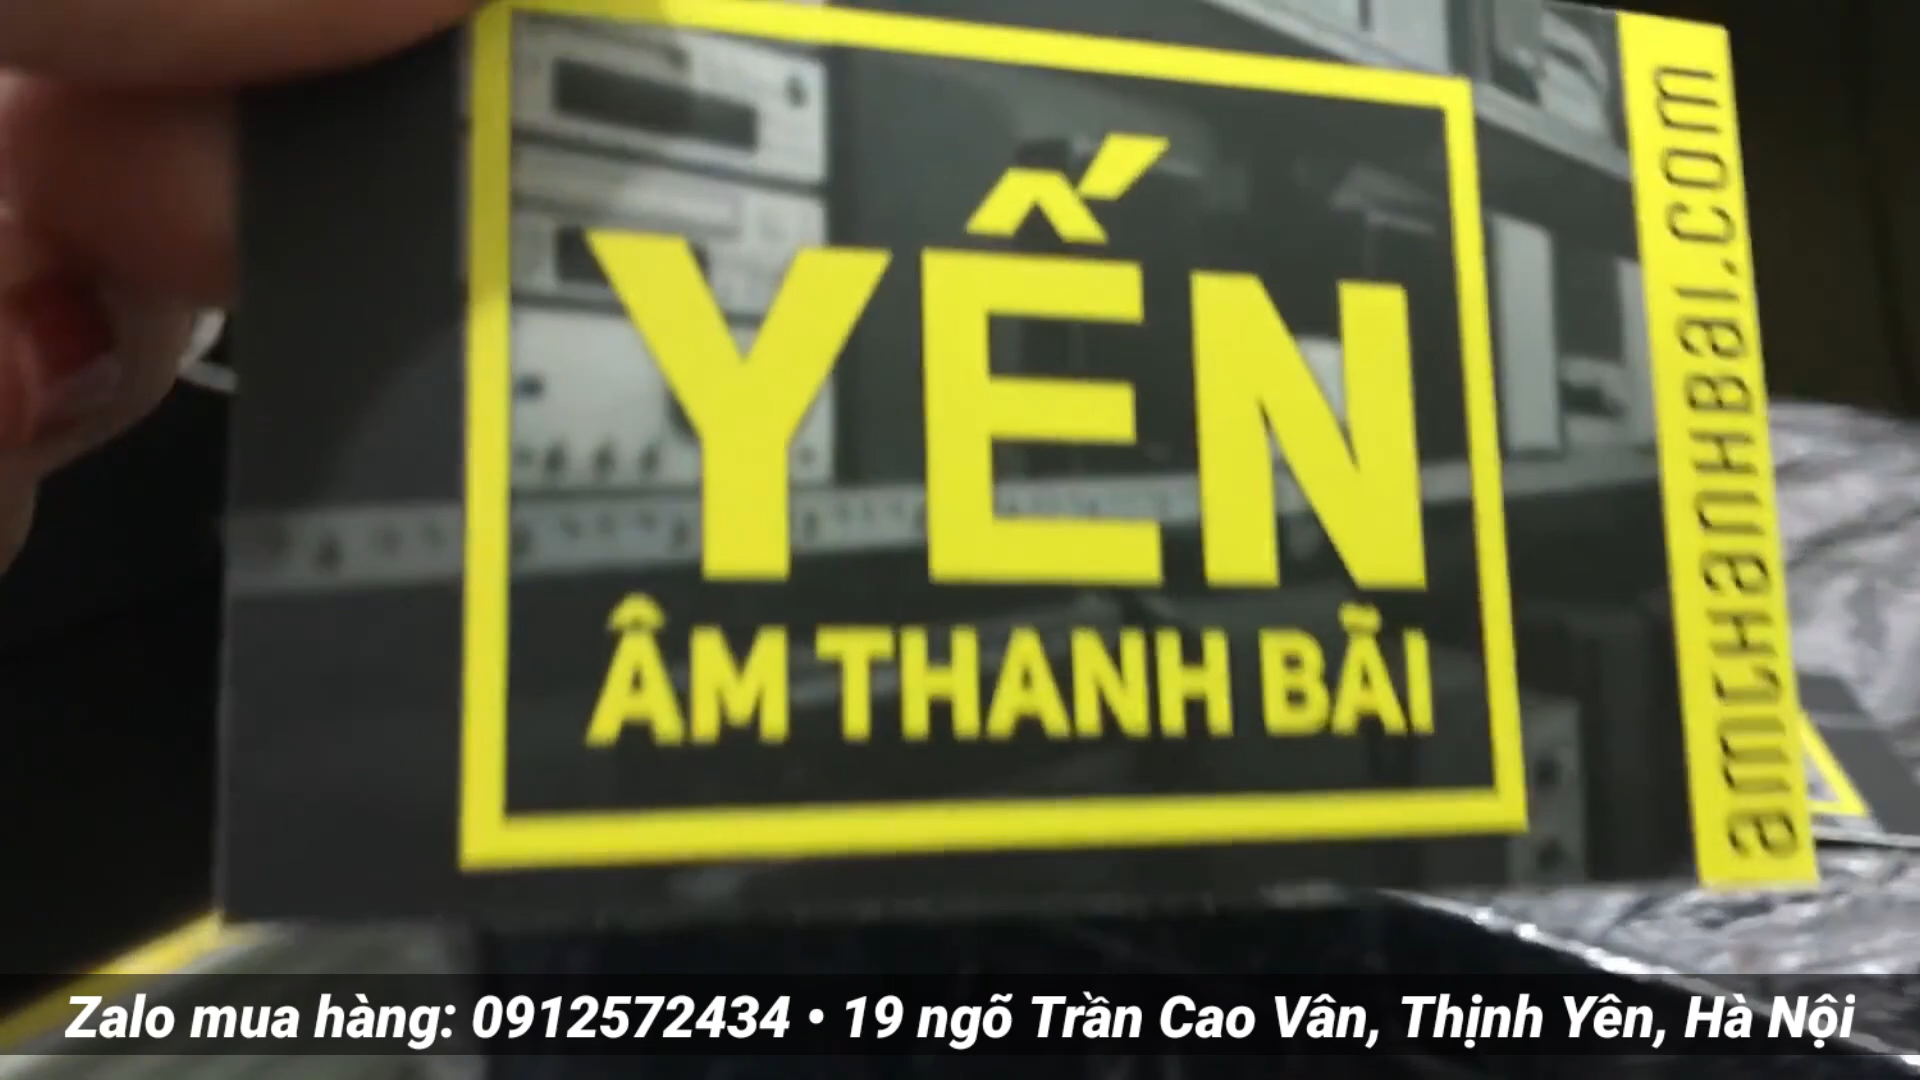 YẾN
ÂM THANH BÃI
amthanhbai.com
Zalo mua hàng: 0912572434 • 19 ngõ Trần Cao Vân, Thịnh Yên, Hà Nội